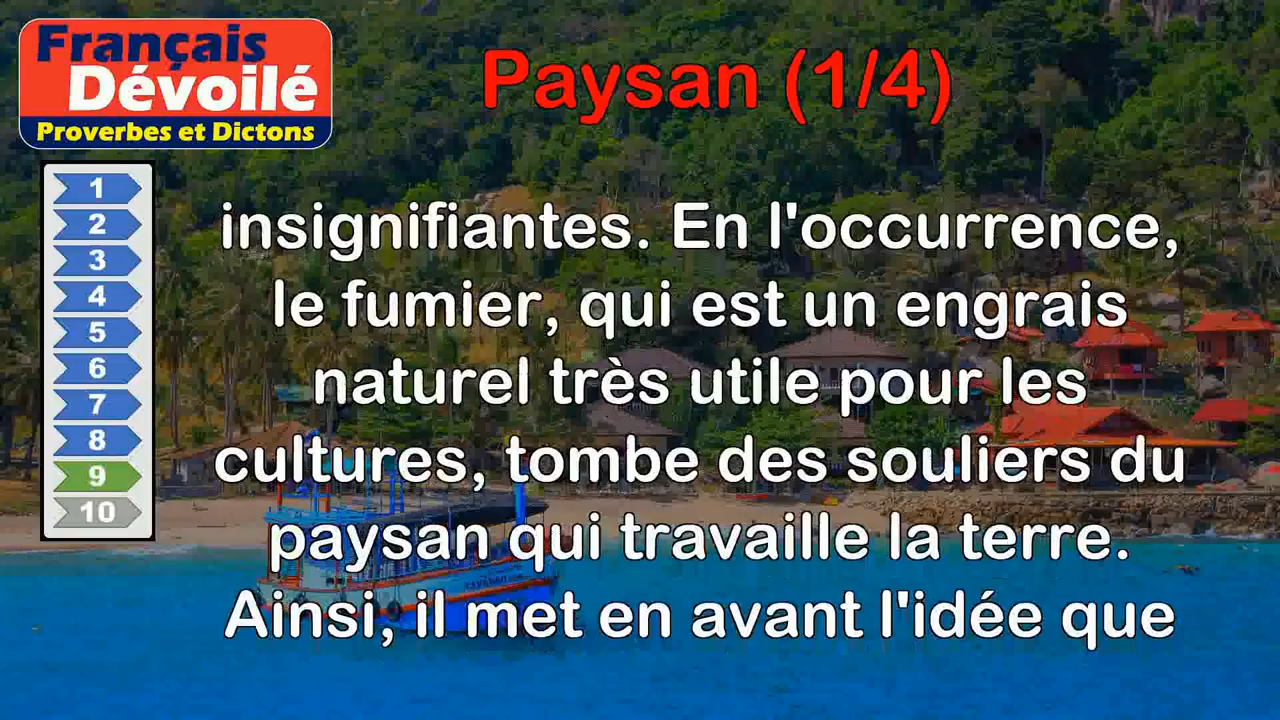 Français
Dévoilé
Proverbes et Dictons
Paysan (1/4)
1
2
3
4
5
6
7
8
9
10
insignifiantes. En l'occurrence,
le fumier, qui est un engrais
naturel très utile pour les
cultures, tombe des souliers du
paysan qui travaille la terre.
Ainsi, il met en avant l'idée que